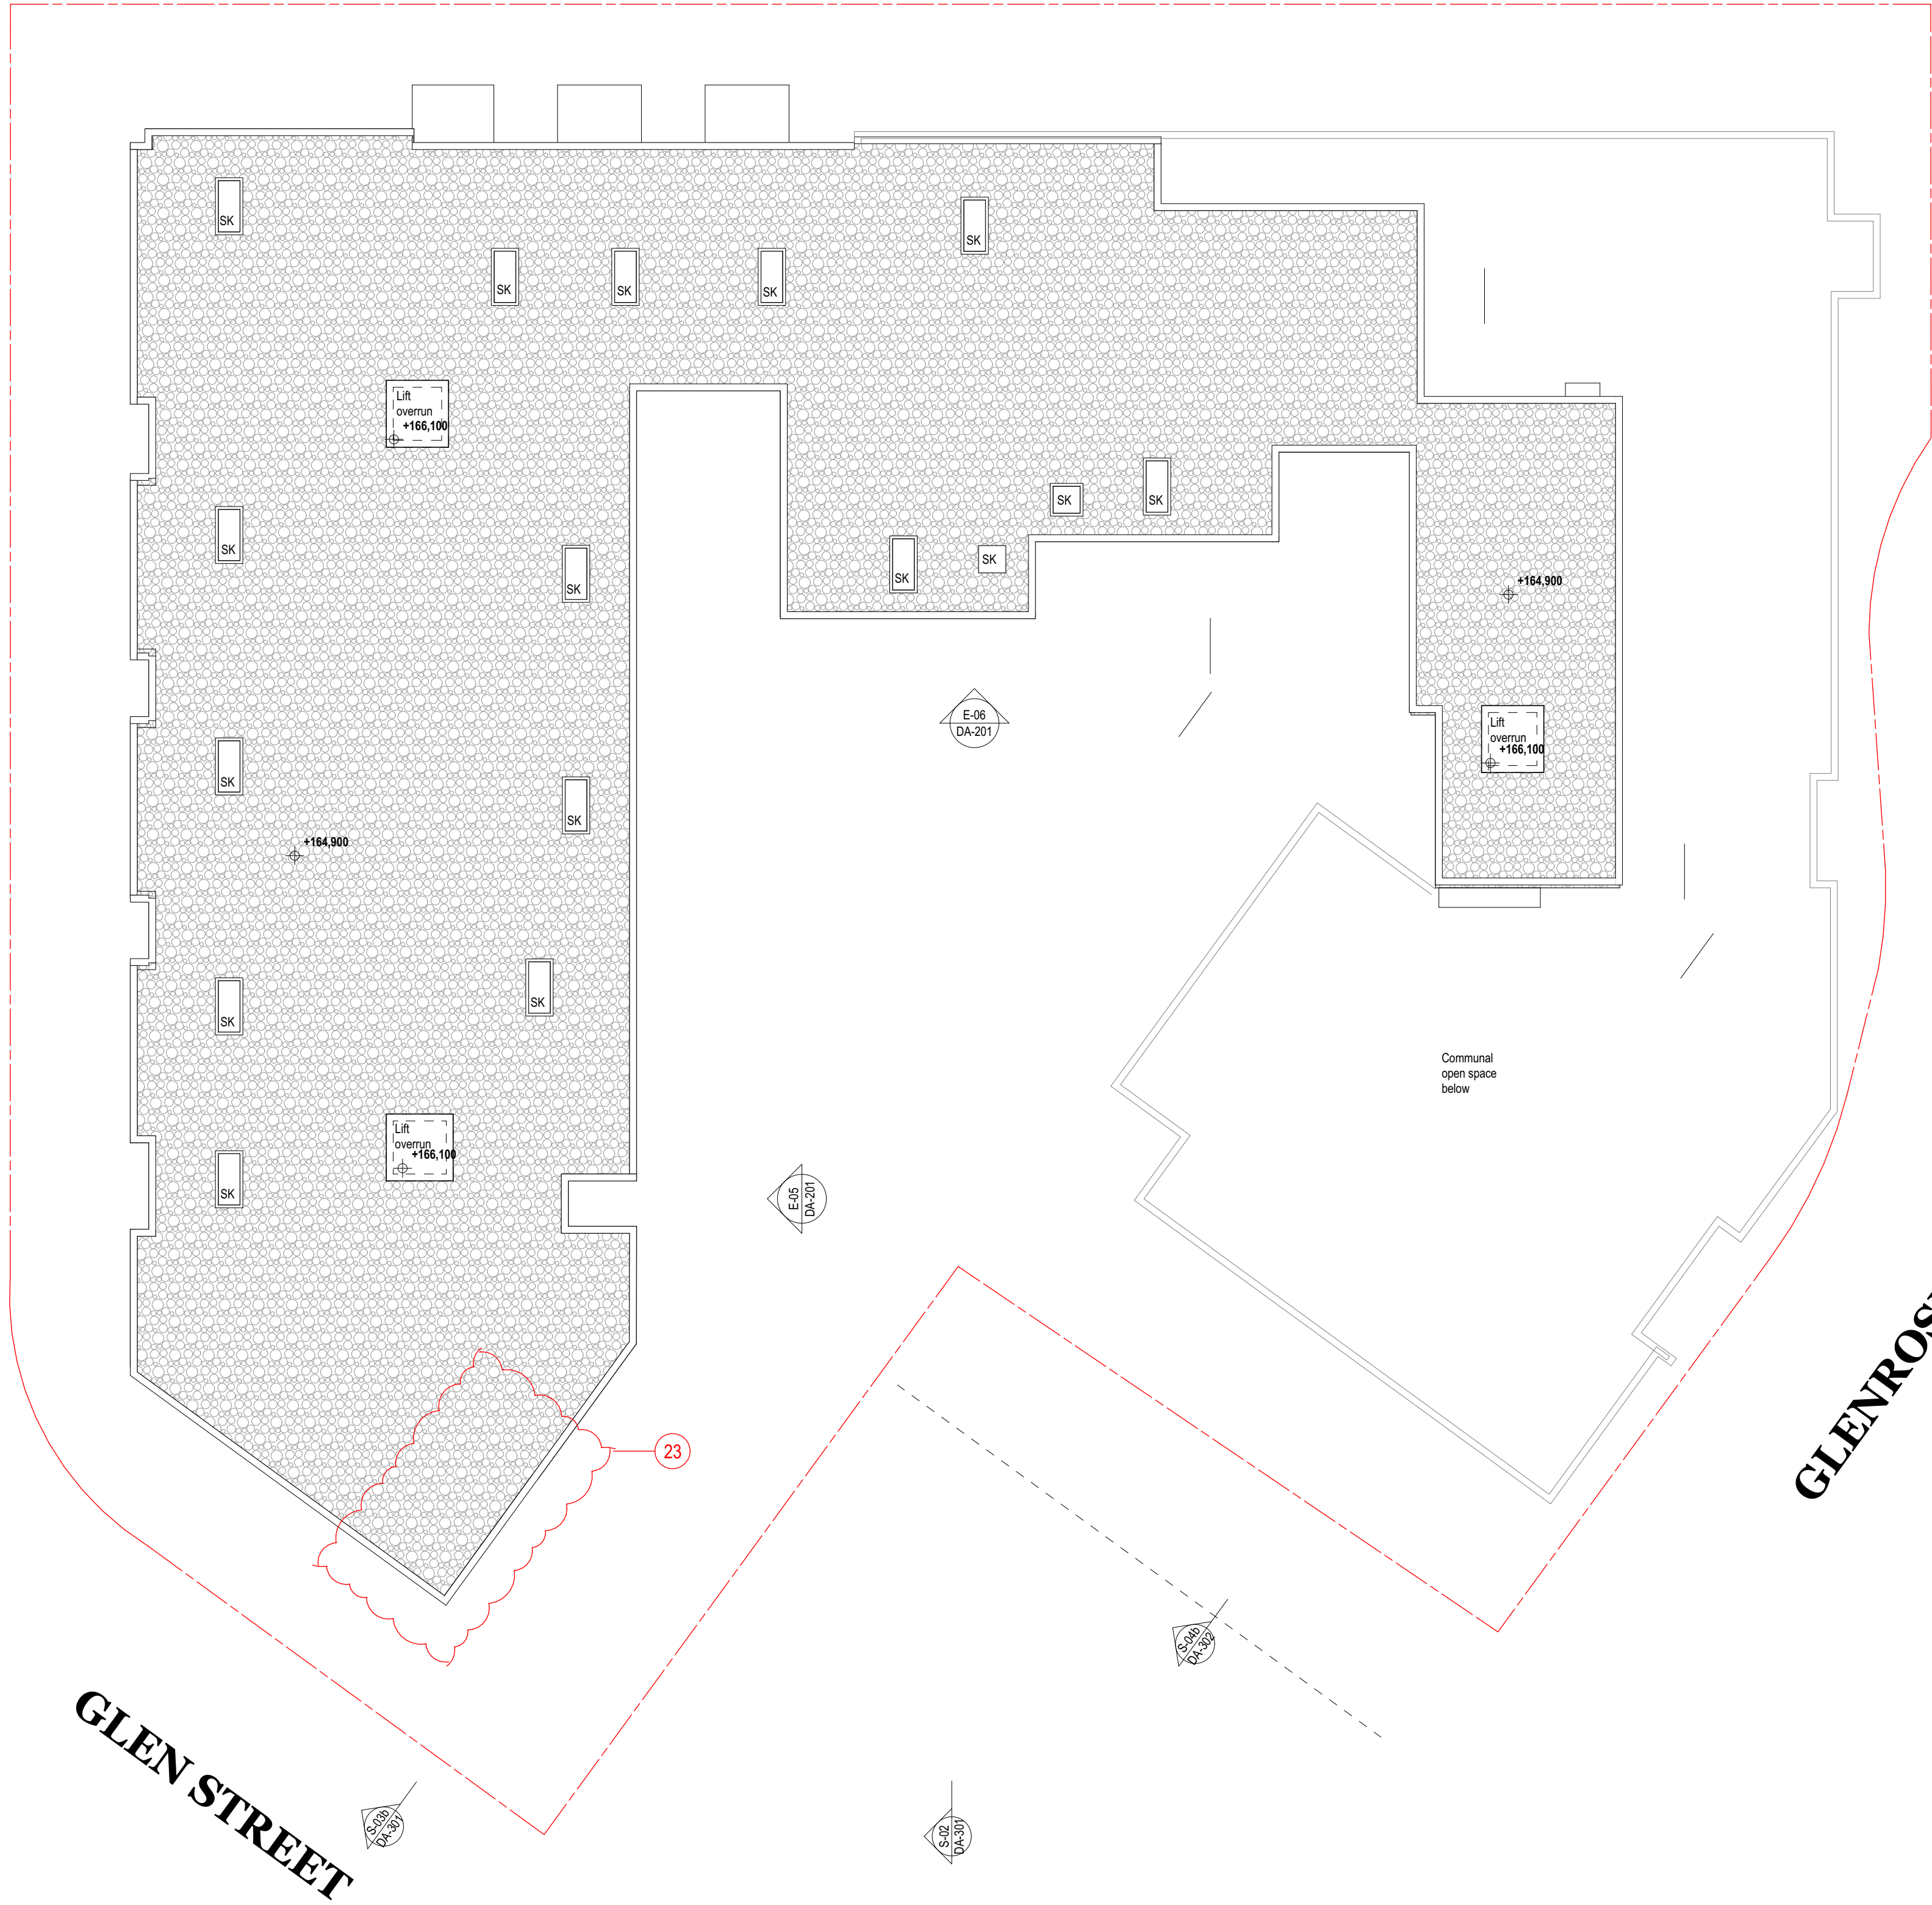 SK
SK
SK
SK
SK
Lift
overrun
+166,100
SK
SK
SK
SK
SK
SK
SK
+164,900
Lift
overrun
+166,100
E-06
DA-201
SK
SK
+164,900
SK
SK
Communal
open space
below
Lift
overrun
+166,100
SK
E-05
DA-201
23
S-04b
DA-302
GLEN STREET
S-03b
DA-301
S-02
DA-301